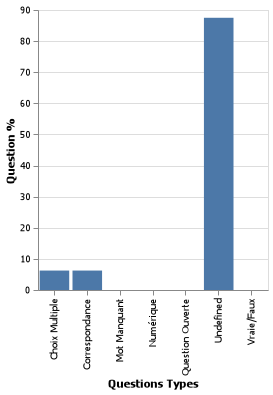 90
80
70
60
50
40
30
20
10
0
Question %
Choix Multiple
Correspondance
Mot Manquant
Numérique
Question Ouverte
Undefined
Vraie/Faux
Questions Types